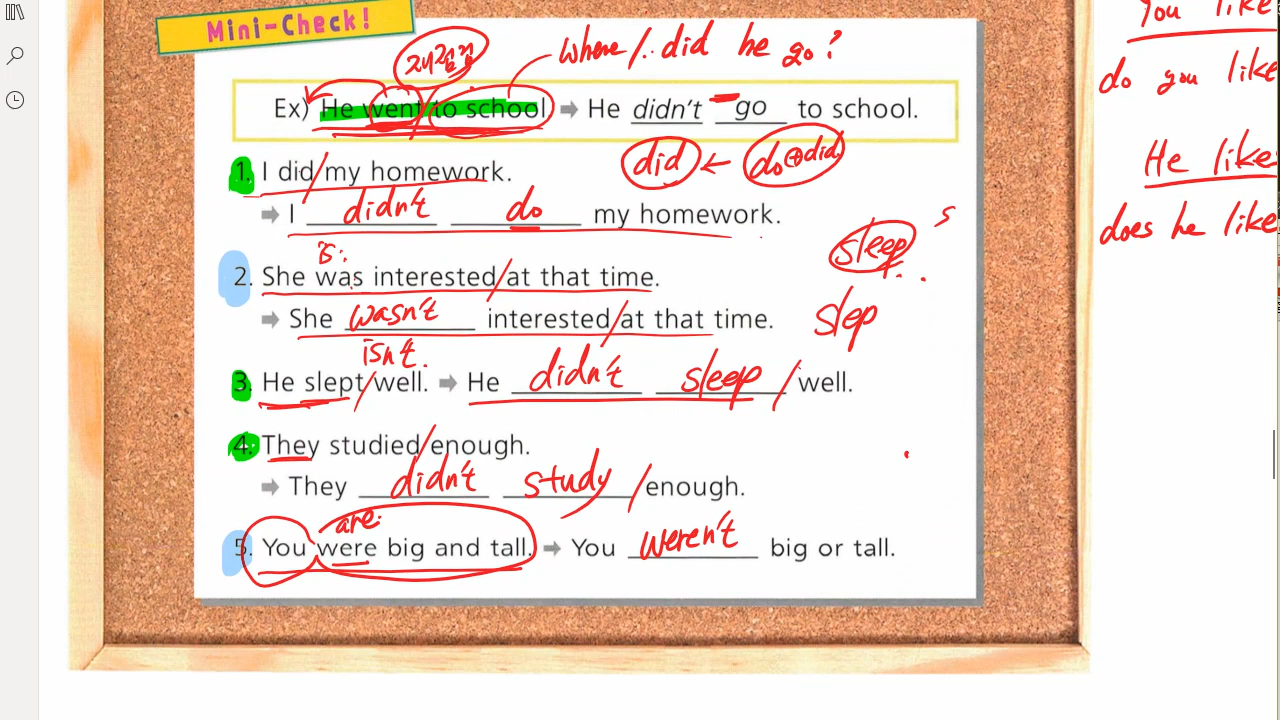 Mini-Check!
where did he go?
Ex) He went to school ➡ He didn't go to school.
did ← do⊕did
1. I did/my homework.
➡ I didn't do my homework.
is
2. She was interested/at that time.
➡ She wasn't interested/at that time.
isn't.
3. He slept/well. ➡ He didn't sleep/well.
4. They studied/enough.
➡ They didn't study/enough.
are
5. You were big and tall. ➡ You weren't big or tall.
s
sleep
slep
You like
do you like
He like
does he like